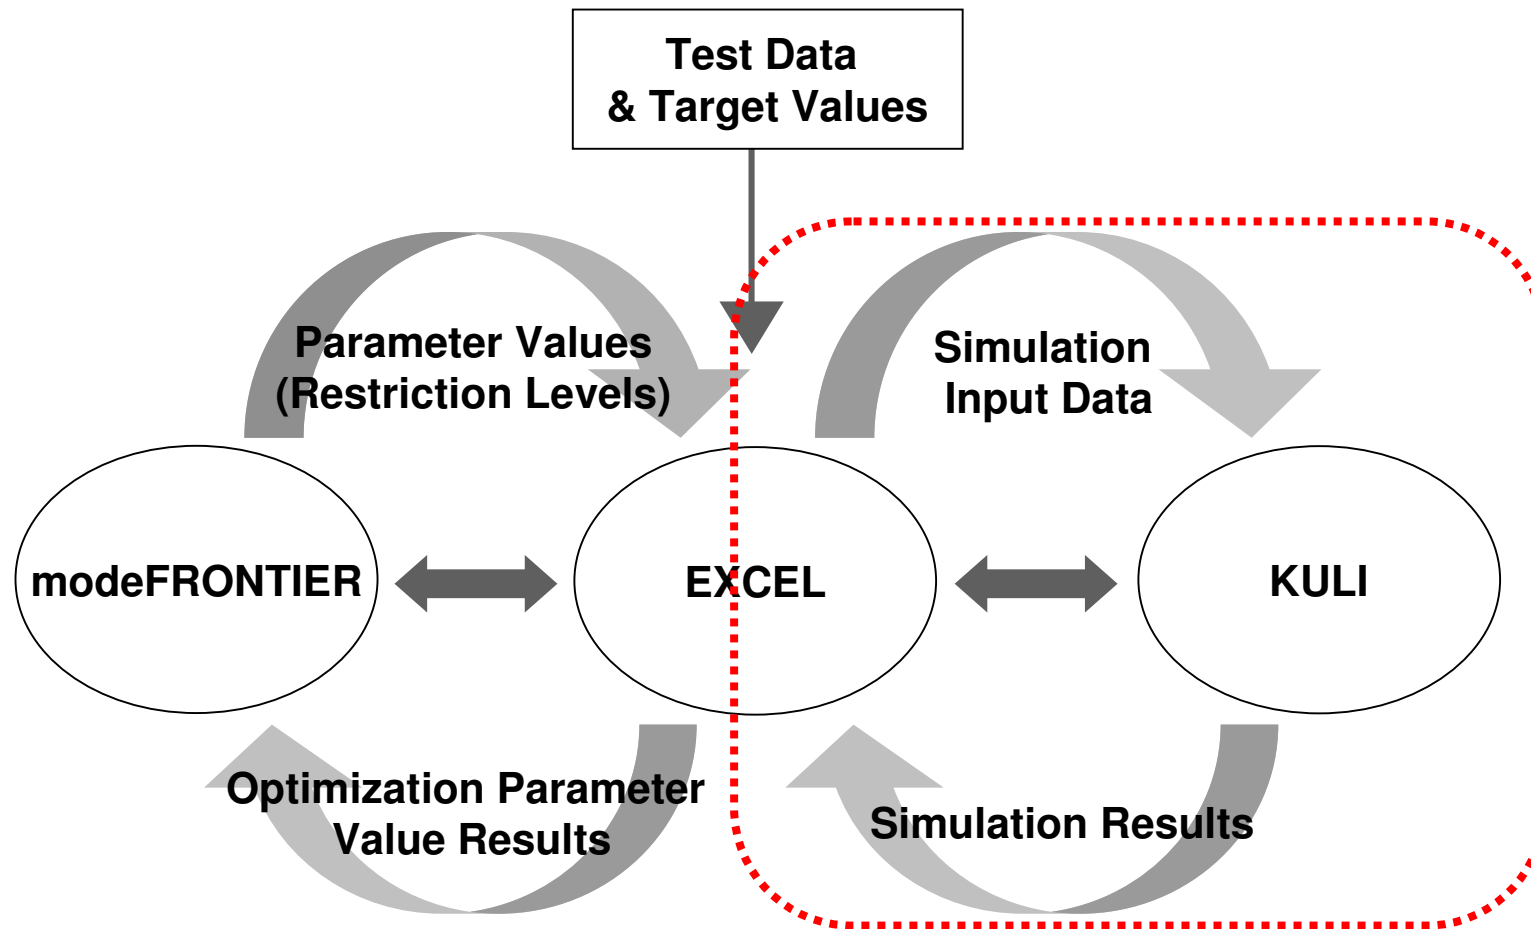 Test Data
& Target Values
Parameter Values
(Restriction Levels)
Simulation
Input Data
modeFRONTIER
EXCEL
KULI
Optimization Parameter
Value Results
Simulation Results